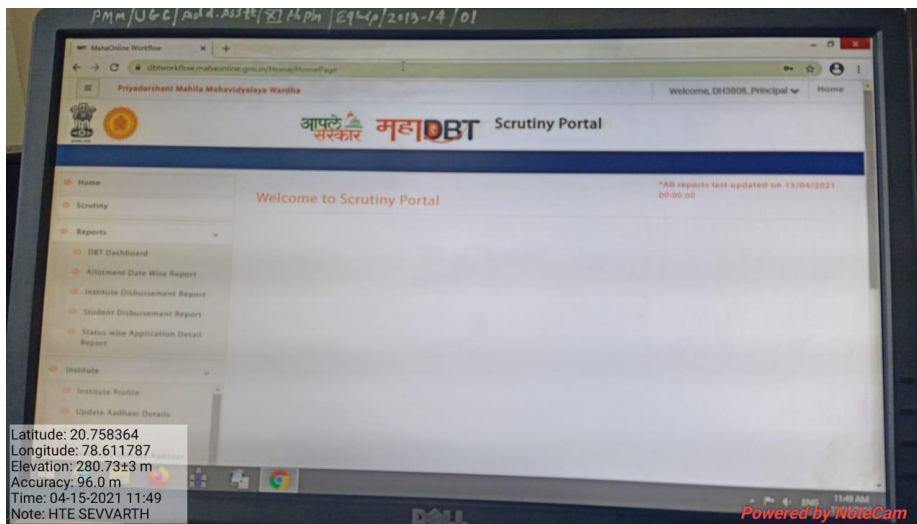 PMM/UGC/Add.Asstt/XIthPln/Equip/2013-14/01
MahaOnline Workflow
dbtworkflow.mahaonline.gov.in/Home/HomePage
Priyadarshani Mahila Mahavidyalaya Wardha
Welcome, DH3808_Principal
Home
आपले सरकार
महाDBT
Scrutiny Portal
Home
Scrutiny
Reports
DBT Dashboard
Allotment Date Wise Report
Institute Disbursement Report
Student Disbursement Report
Status wise Application Detail
Report
Institute
Institute Profile
Update Aadhaar Details
Aadhaar
Welcome to Scrutiny Portal
*All reports last updated on 15/04/2021
00:00:00
Latitude: 20.758364
Longitude: 78.611787
Elevation: 280.73±3 m
Accuracy: 96.0 m
Time: 04-15-2021 11:49
Note: HTE SEVVARTH
ENG
11:49 AM
DELL
Powered by NoteCam